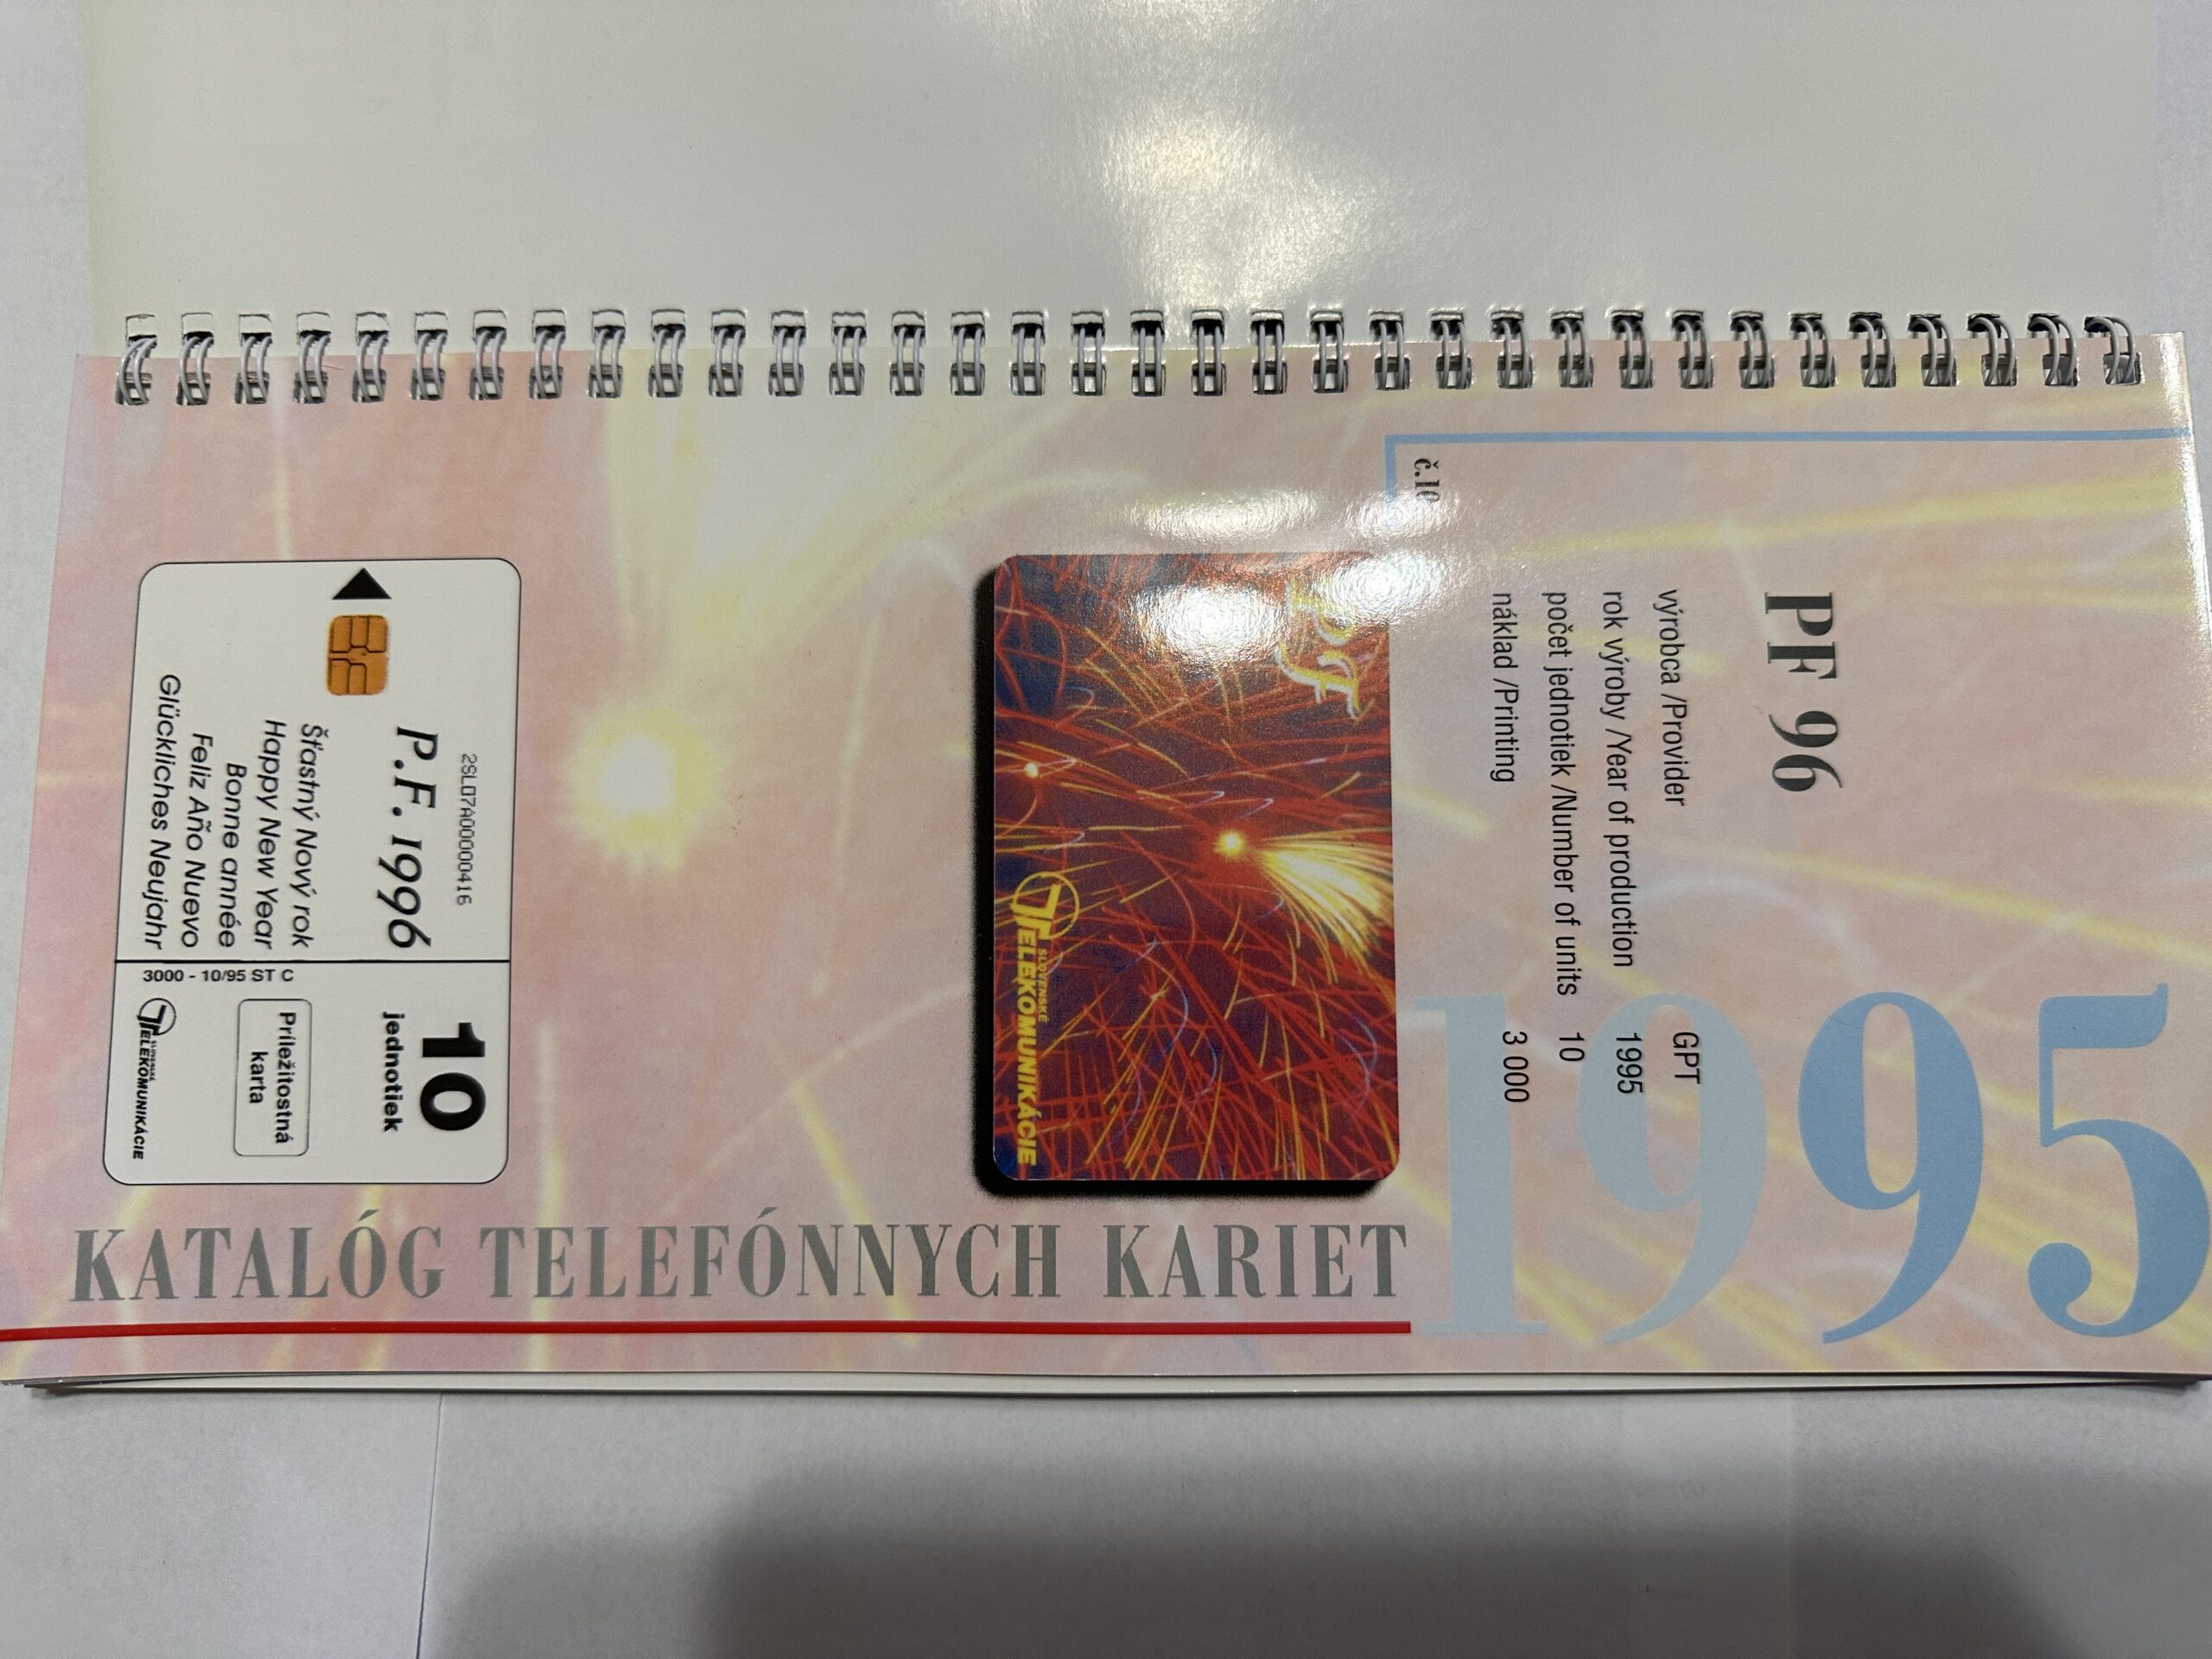 č.10
PF 96
výrobca /Provider GPT
rok výroby /Year of production 1995
počet jednotiek /Number of units 10
náklad /Printing 3 000
1995
PF
SLOVENSKÉ
TELEKOMUNIKÁCIE
2SL07A00000416
P.F. 1996
Šťastný Nový rok
Happy New Year
Bonne année
Feliz Año Nuevo
Glückliches Neujahr
10
jednotiek
Príležitostná
karta
3000 - 10/95 ST C
SLOVENSKÉ
TELEKOMUNIKÁCIE
KATALÓG TELEFÓNNYCH KARIET